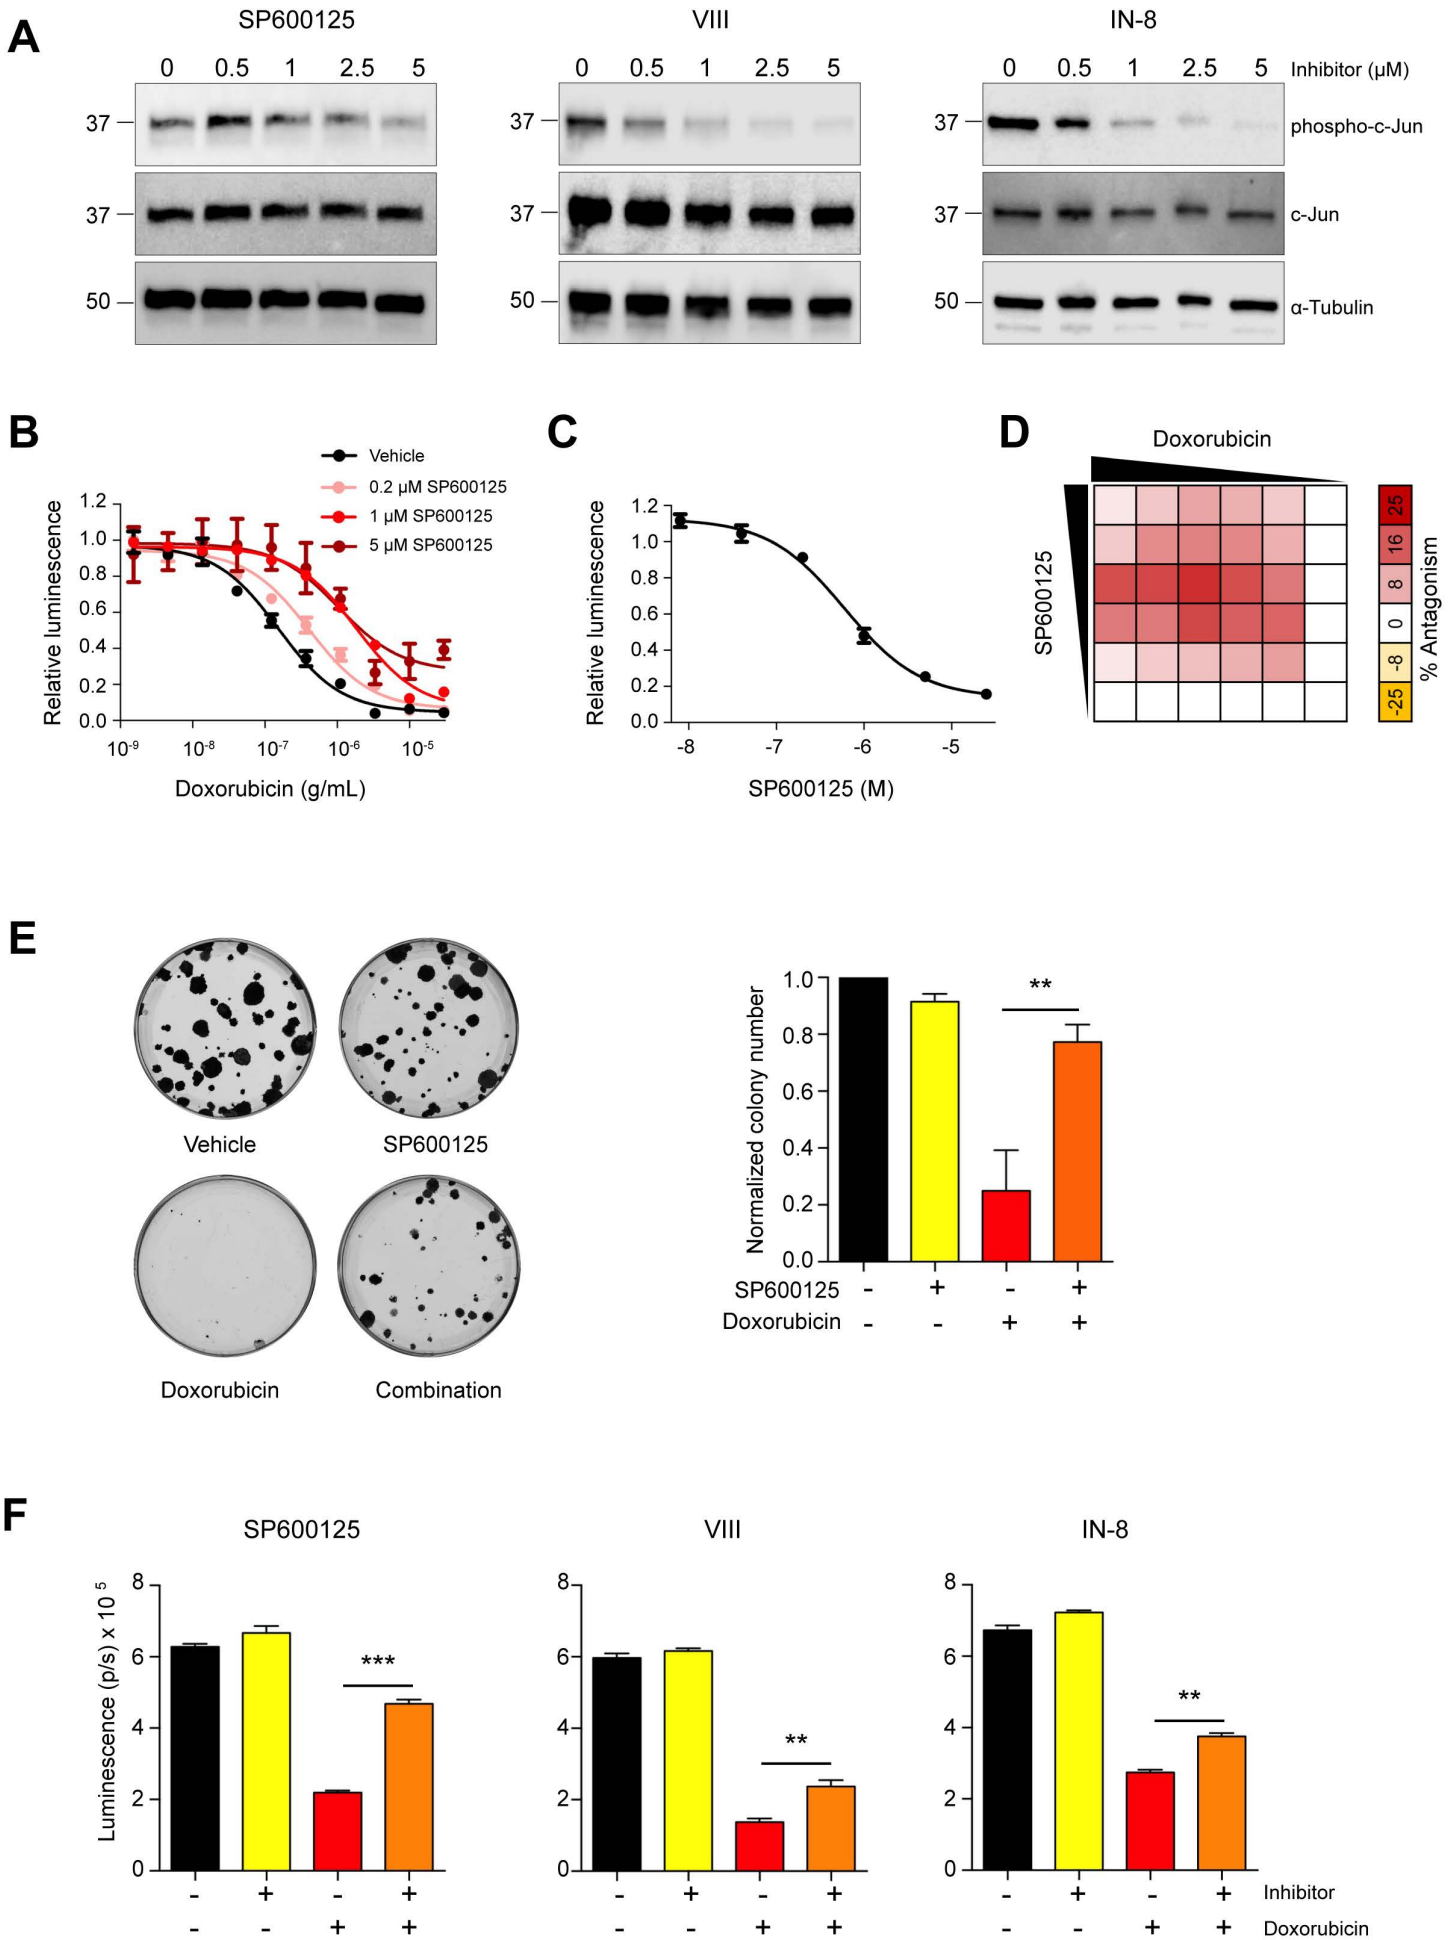 A
SP600125
VIII
IN-8
0 0.5 1 2.5 5
0 0.5 1 2.5 5
0 0.5 1 2.5 5
Inhibitor (µM)
37
37
37
phospho-c-Jun
37
37
37
c-Jun
50
50
50
α-Tubulin
B
Vehicle
0.2 µM SP600125
1 µM SP600125
5 µM SP600125
Relative luminescence
1.2
1.0
0.8
0.6
0.4
0.2
0.0
10⁻⁹ 10⁻⁸ 10⁻⁷ 10⁻⁶ 10⁻⁵
Doxorubicin (g/mL)
C
Relative luminescence
1.2
1.0
0.8
0.6
0.4
0.2
0.0
-8 -7 -6 -5
SP600125 (M)
D
Doxorubicin
SP600125
25
16
8
0
-8
-25
% Antagonism
E
Vehicle
SP600125
Doxorubicin
Combination
Normalized colony number
1.0
0.8
0.6
0.4
0.2
0.0
**
SP600125 - + - +
Doxorubicin - - + +
F
SP600125
Luminescence (p/s) x 10⁵
8
6
4
2
0
***
- + - +
- - + +
VIII
8
6
4
2
0
**
- + - +
- - + +
IN-8
8
6
4
2
0
**
- + - + Inhibitor
- - + + Doxorubicin